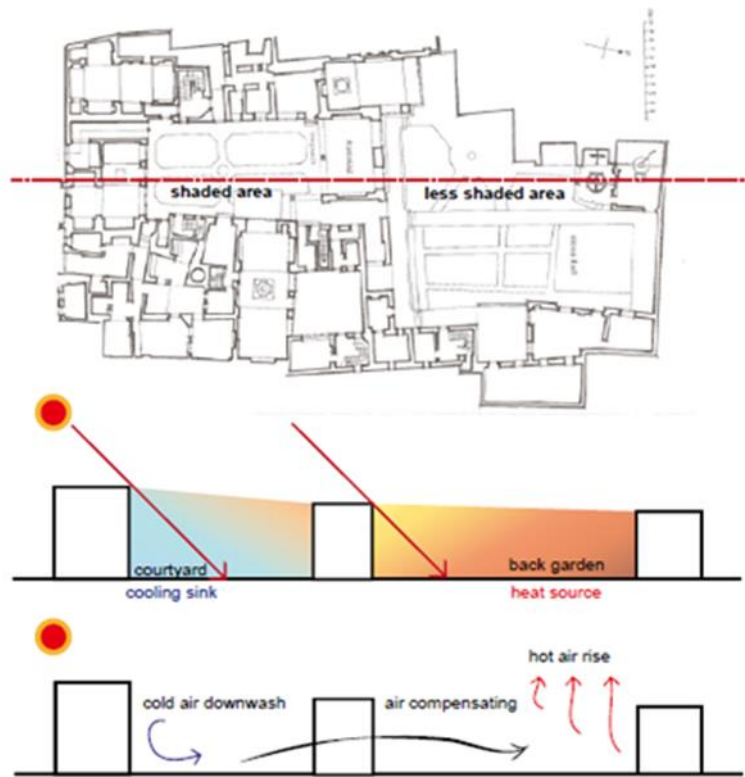 shaded area
less shaded area
courtyard
back garden
cooling sink
heat source
hot air rise
cold air downwash
air compensating